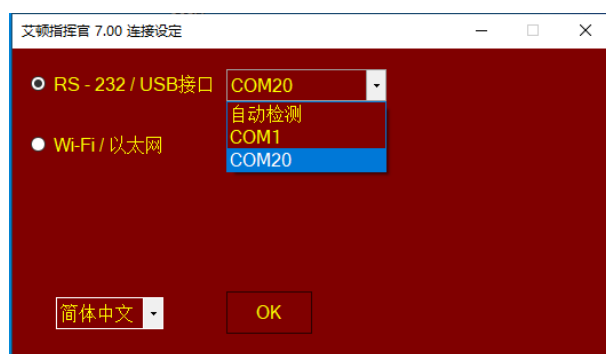 艾顿指挥官 7.00 连接设定
RS - 232 / USB接口
COM20
自动检测
COM1
COM20
Wi-Fi / 以太网
简体中文
OK